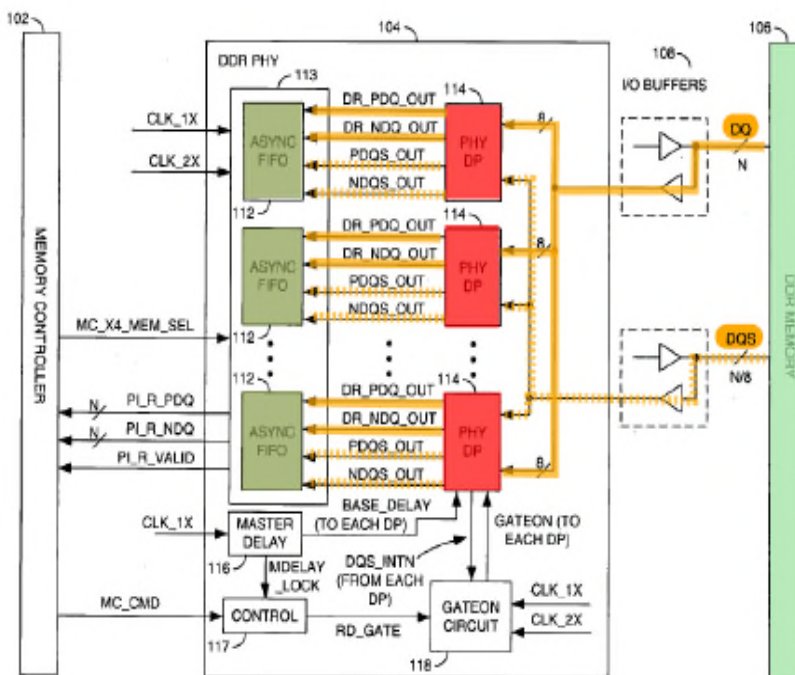 102
104
106
108
DDR PHY
113
I/O BUFFERS
CLK_1X
CLK_2X
ASYNC
FIFO
112
DR_PDQ_OUT
DR_NDQ_OUT
PDQS_OUT
NDQS_OUT
114
PHY
DP
8
DQ
N
MEMORY CONTROLLER
DDR MEMORY
ASYNC
FIFO
112
DR_PDQ_OUT
DR_NDQ_OUT
PDQS_OUT
NDQS_OUT
114
PHY
DP
8
MC_X4_MEM_SEL
DQS
N/8
112
114
N
PI_R_PDQ
N
PI_R_NDQ
PI_R_VALID
ASYNC
FIFO
DR_PDQ_OUT
DR_NDQ_OUT
PDQS_OUT
NDQS_OUT
PHY
DP
8
CLK_1X
MASTER
DELAY
116
BASE_DELAY
(TO EACH DP)
GATEON (TO
EACH DP)
DQS_INTN
(FROM EACH
DP)
MDELAY
_LOCK
MC_CMD
CONTROL
117
RD_GATE
GATEON
CIRCUIT
118
CLK_1X
CLK_2X